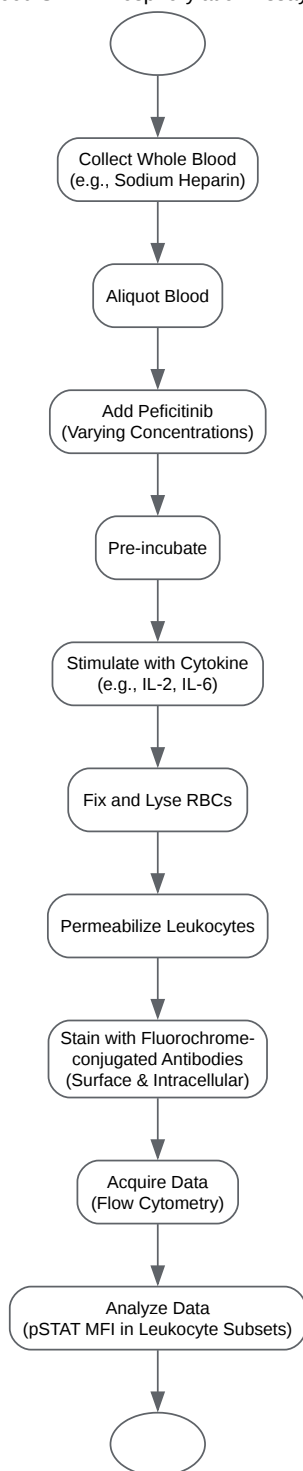 Collect Whole Blood
(e.g., Sodium Heparin)
Aliquot Blood
Add Peficitinib
(Varying Concentrations)
Pre-incubate
Stimulate with Cytokine
(e.g., IL-2, IL-6)
Fix and Lyse RBCs
Permeabilize Leukocytes
Stain with Fluorochrome-
conjugated Antibodies
(Surface & Intracellular)
Acquire Data
(Flow Cytometry)
Analyze Data
(pSTAT MFI in Leukocyte Subsets)